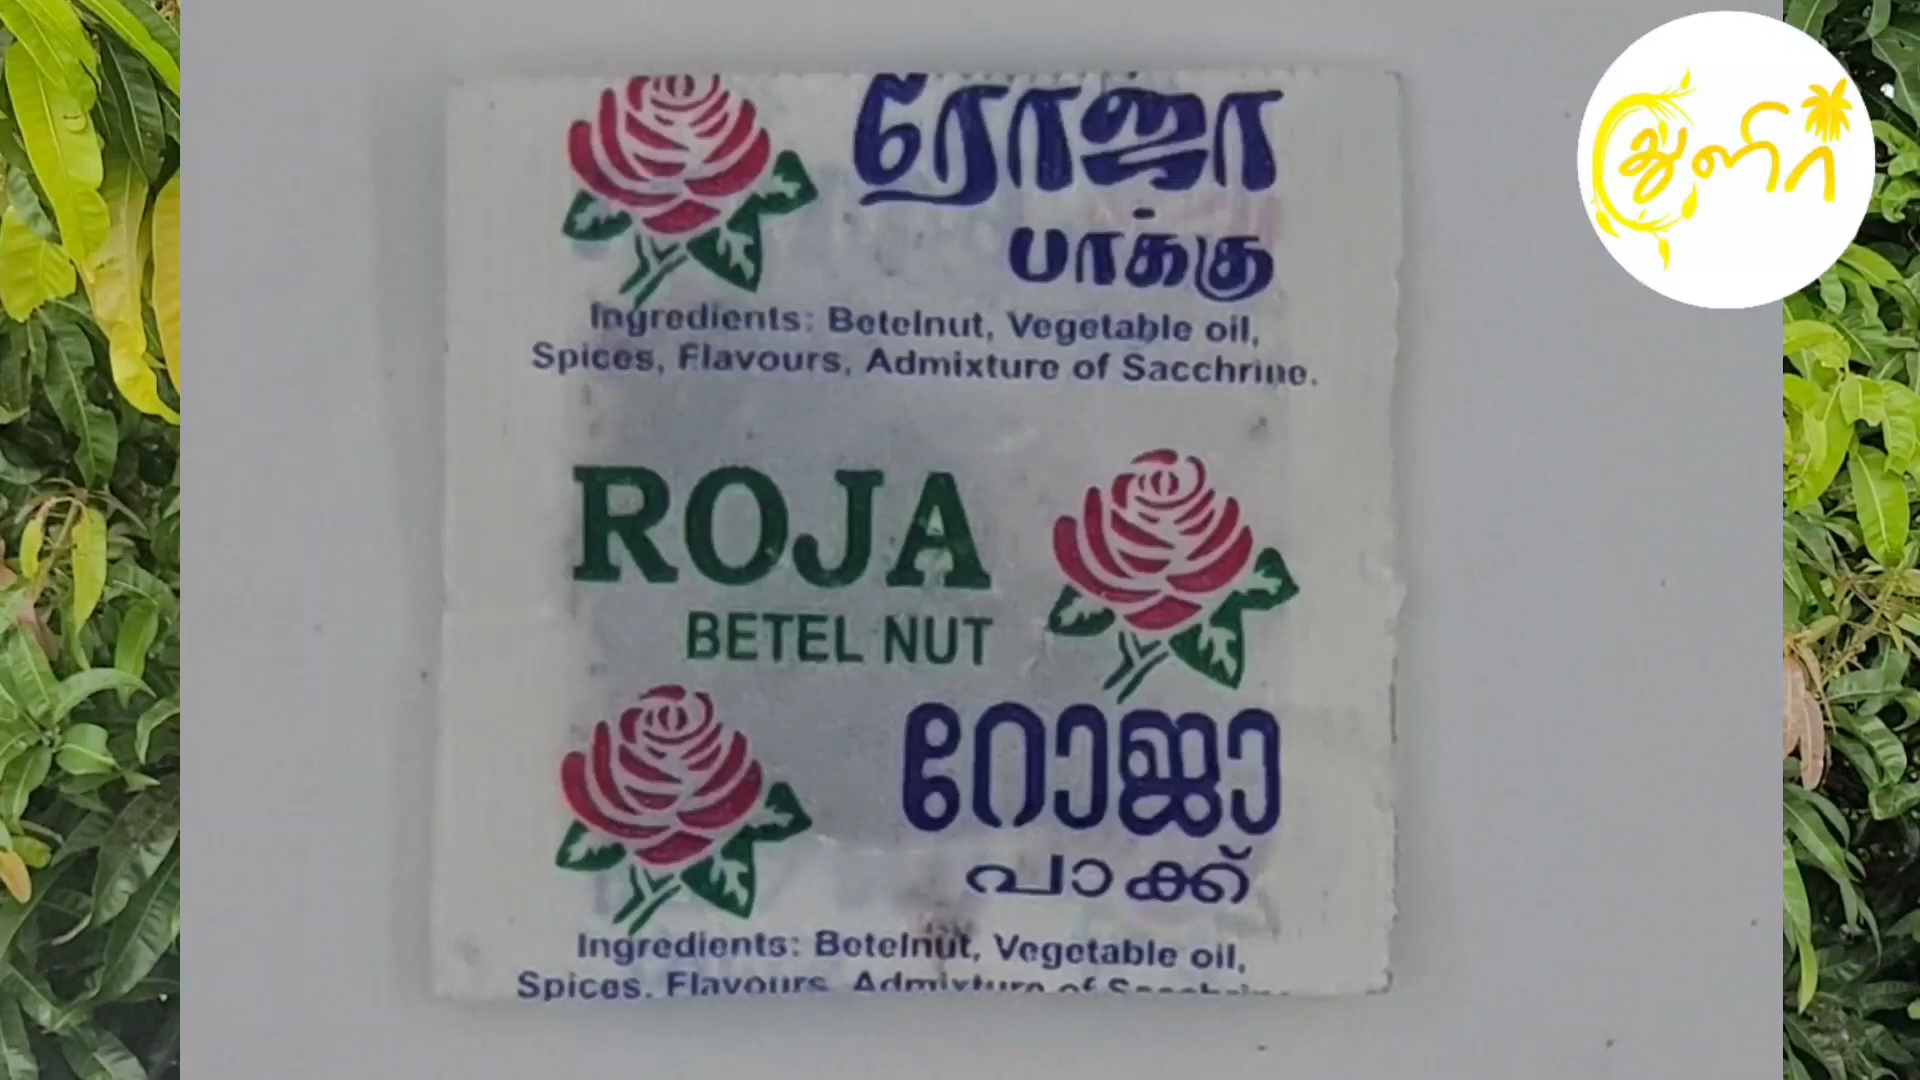 துளிர்
ரோஜா
பாக்கு
Ingredients: Betelnut, Vegetable oil,
Spices, Flavours, Admixture of Sacchrine.
ROJA
BETEL NUT
റോജാ
പാക്ക്
Ingredients: Betelnut, Vegetable oil,
Spices, Flavours, Admixture of Sacchrine.